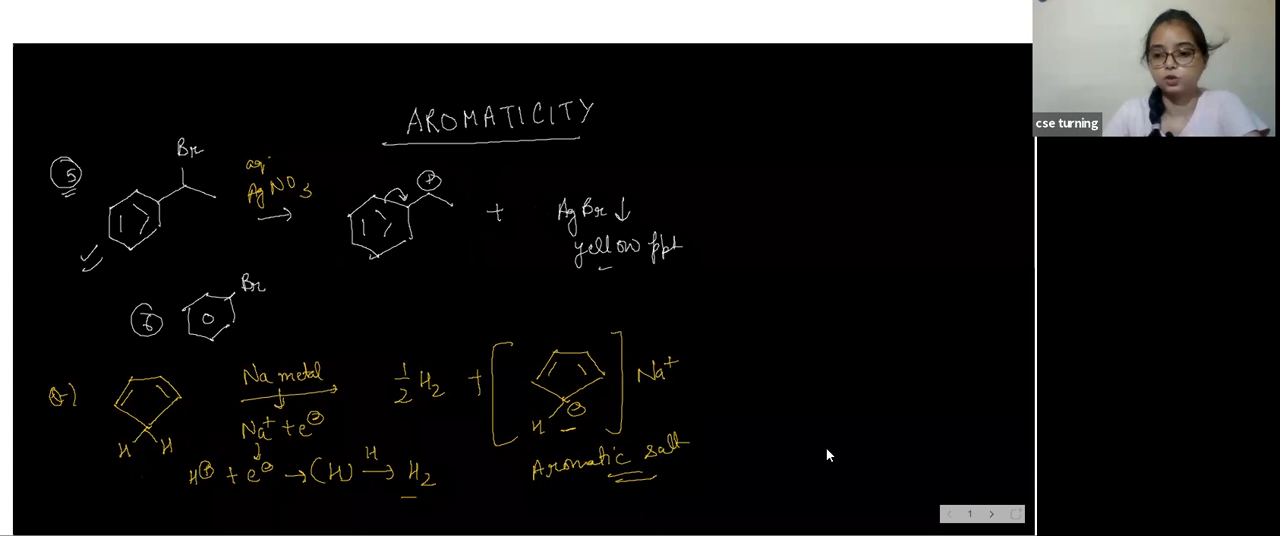 cse turning
AROMATICITY
5
Br
aq.
AgNO3
⊕
+ AgBr↓
yellow ppt
6
Br
Q-)
H H
Na metal
Na⁺ + e⊖
H⊕ + e⊖ → (H) H→ H2
1/2 H2 + [ H ⊖ ] Na⁺
Aromatic salt
1